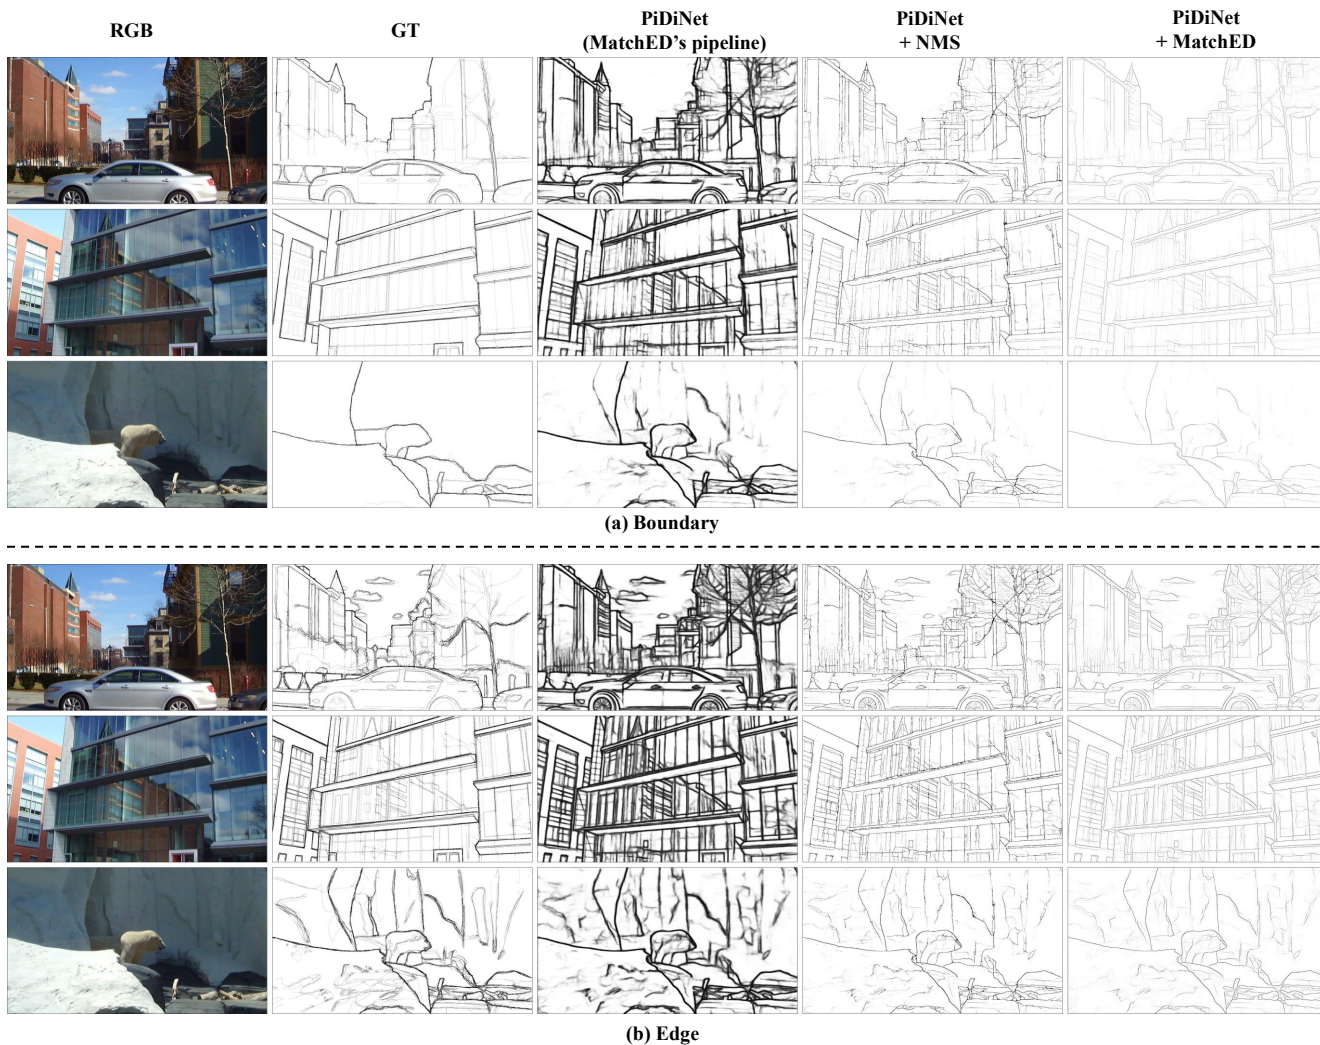 RGB
GT
PiDiNet
(MatchED's pipeline)
PiDiNet
+ NMS
PiDiNet
+ MatchED
(a) Boundary
(b) Edge